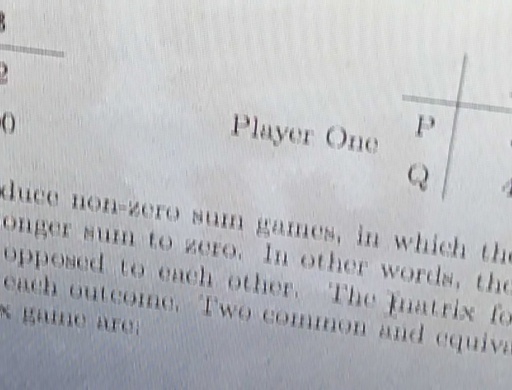 3
2
0
Player One
P
Q
4
duce non-zero sum games, in which the
onger sum to zero. In other words, the
opposed to each other. The matrix fo
each outcome. Two common and equiva
x game are: